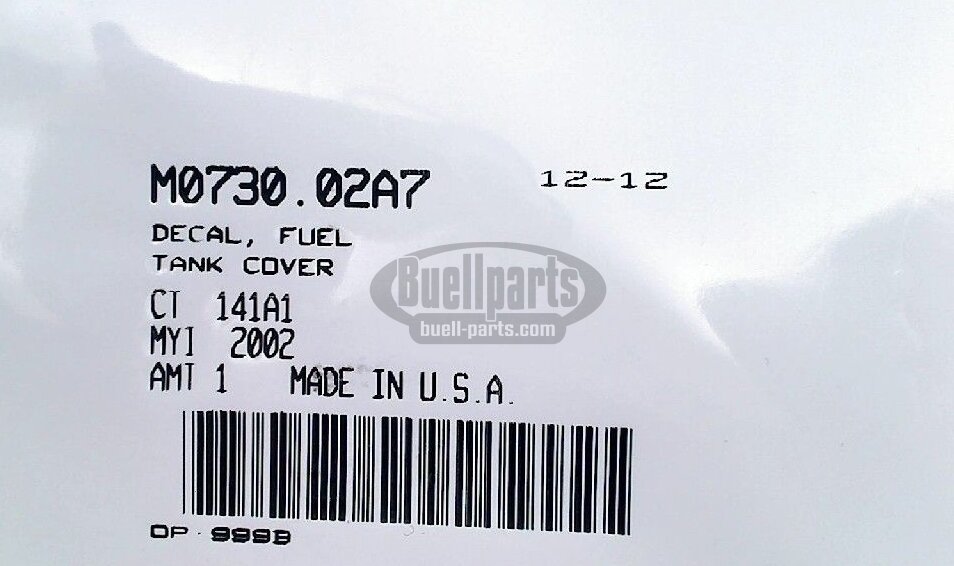 M0730.02A7 12-12
DECAL, FUEL
TANK COVER
CT 141A1
MYI 2002
AMT 1 MADE IN U.S.A.
OP 999B
Buellparts
buell-parts.com